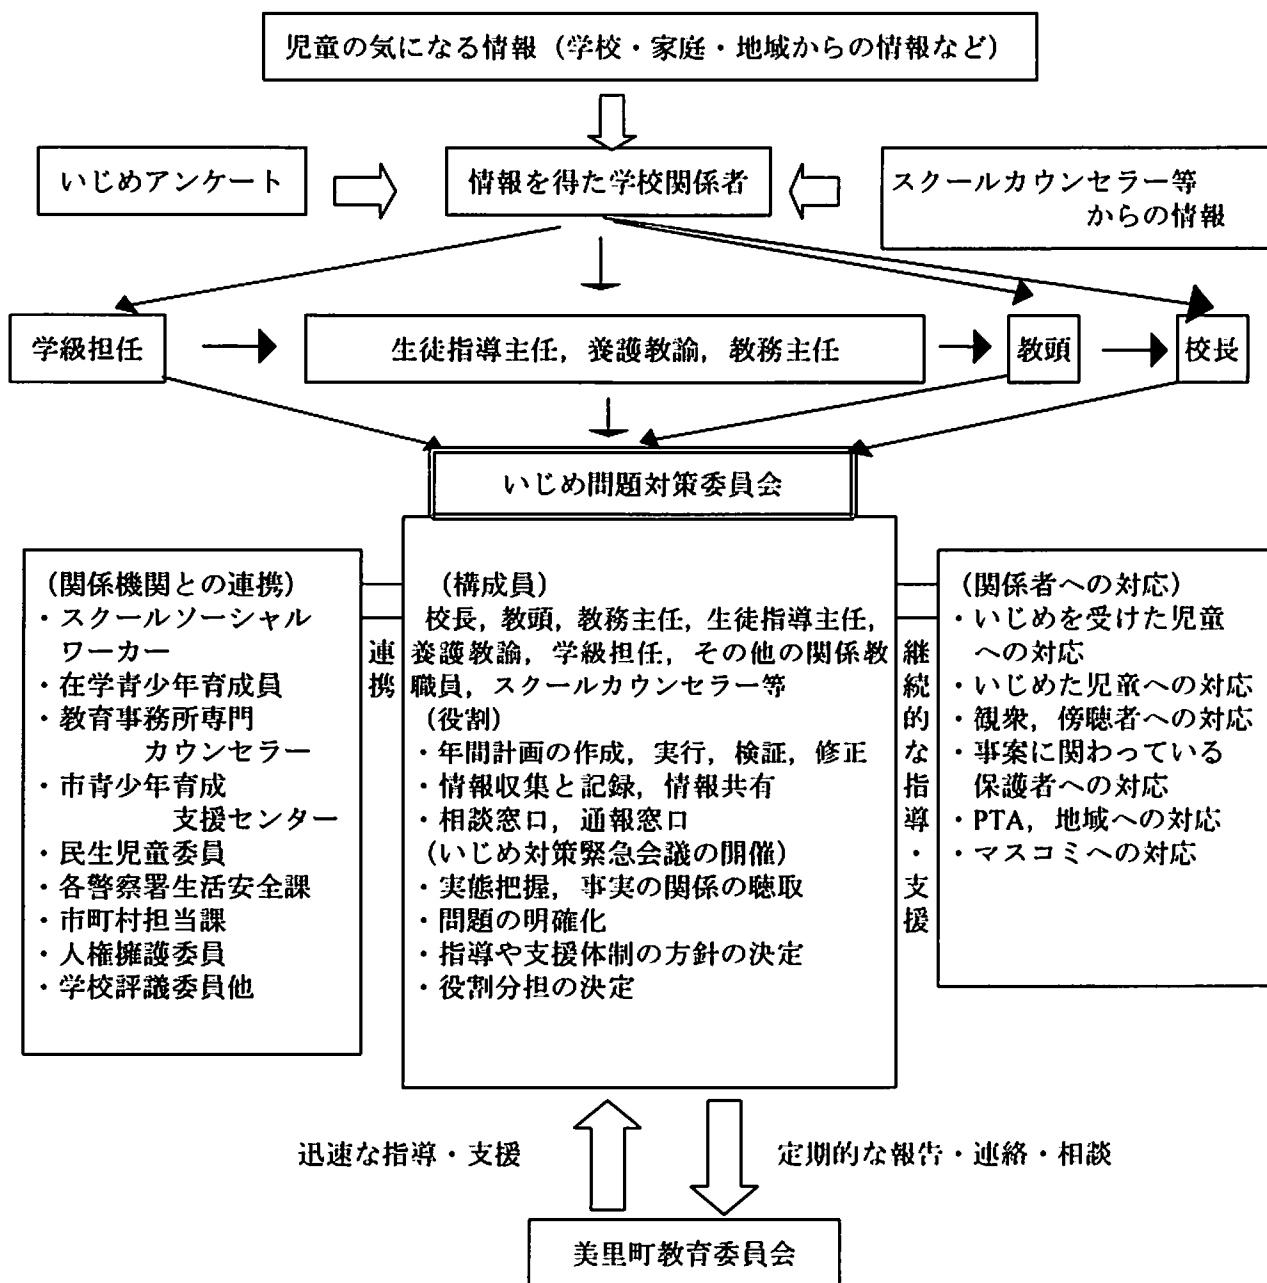 児童の気になる情報（学校・家庭・地域からの情報など）
いじめアンケート
情報を得た学校関係者
スクールカウンセラー等
からの情報
学級担任
生徒指導主任，養護教諭，教務主任
教頭
校長
いじめ問題対策委員会
（関係機関との連携）
・スクールソーシャル
ワーカー
・在学青少年育成員
・教育事務所専門
カウンセラー
・市青少年育成
支援センター
・民生児童委員
・各警察署生活安全課
・市町村担当課
・人権擁護委員
・学校評議委員他
連携
（構成員）
校長，教頭，教務主任，生徒指導主任，
養護教諭，学級担任，その他の関係教
職員，スクールカウンセラー等
（役割）
・年間計画の作成，実行，検証，修正
・情報収集と記録，情報共有
・相談窓口，通報窓口
（いじめ対策緊急会議の開催）
・実態把握，事実の関係の聴取
・問題の明確化
・指導や支援体制の方針の決定
・役割分担の決定
継続的な指導・支援
（関係者への対応）
・いじめを受けた児童
への対応
・いじめた児童への対応
・観衆，傍聴者への対応
・事案に関わっている
保護者への対応
・PTA，地域への対応
・マスコミへの対応
迅速な指導・支援
定期的な報告・連絡・相談
美里町教育委員会